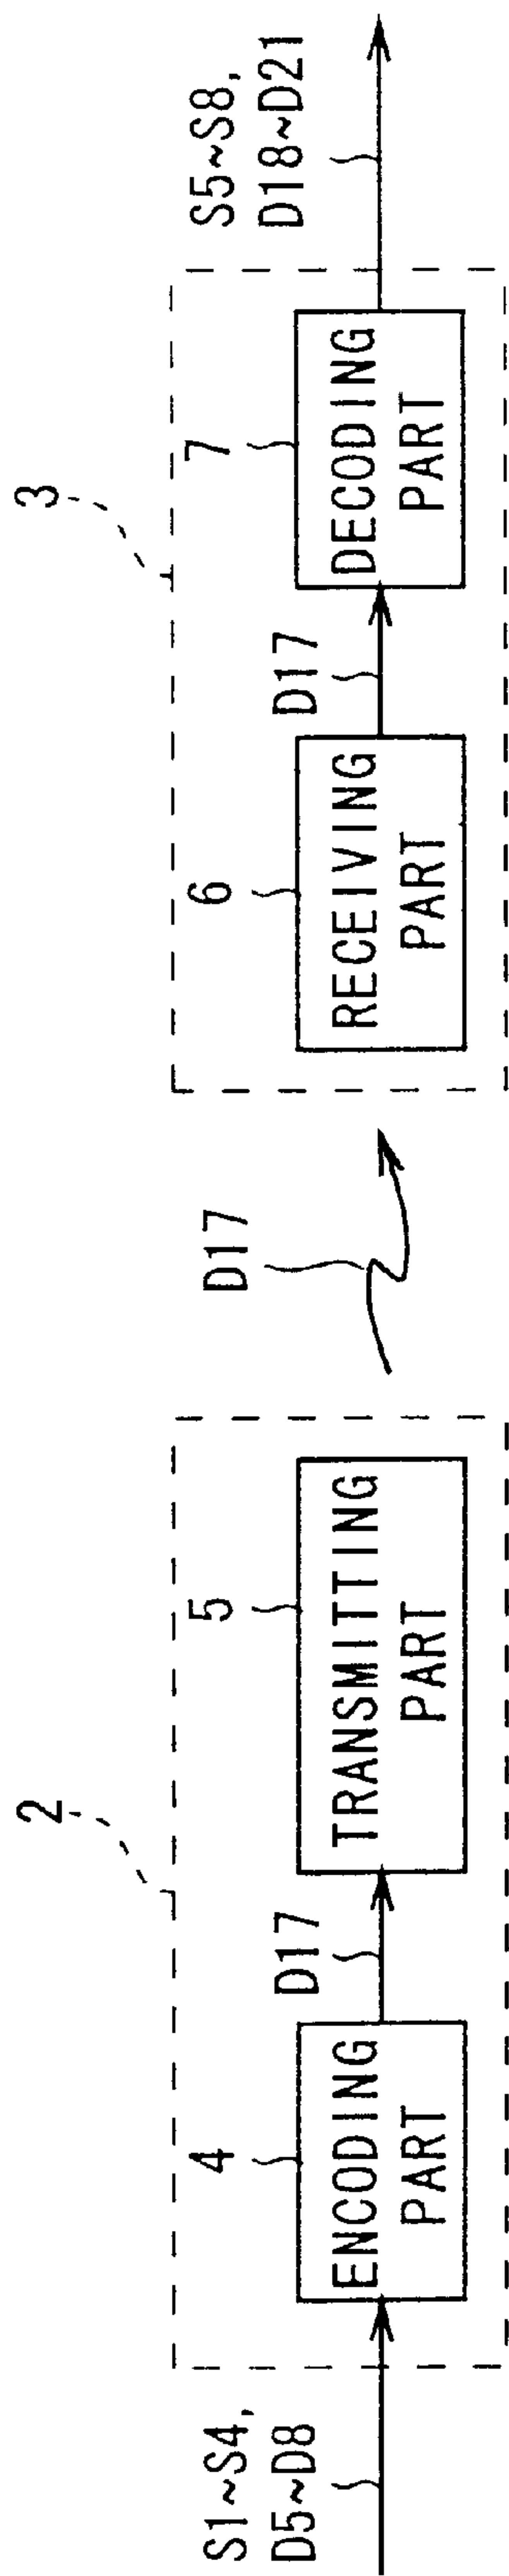 S1~S4,
D5~D8
2
4
ENCODING
PART
D17
5
TRANSMITTING
PART
D17
3
6
RECEIVING
PART
D17
7
DECODING
PART
S5~S8,
D18~D21